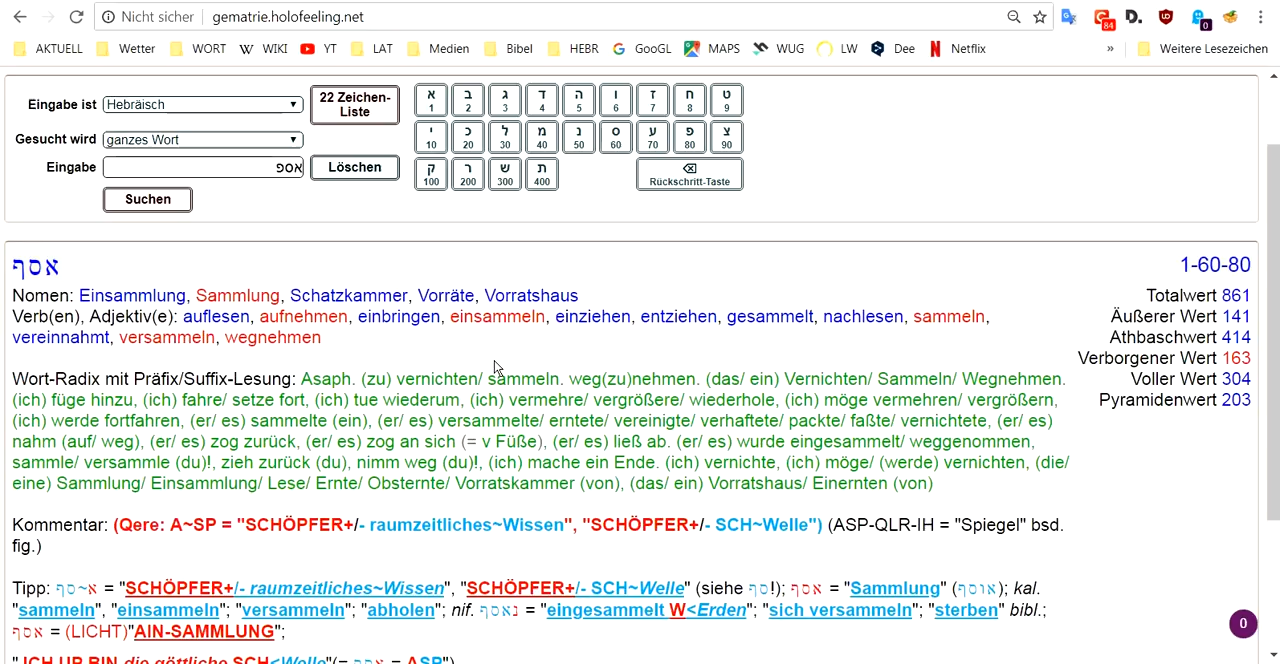 Nicht sicher | gematrie.holofeeling.net
84 D. 0
AKTUELL Wetter WORT W WIKI YT LAT Medien Bibel HEBR GooGL MAPS WUG LW Dee Netflix » Weitere Lesezeichen
Eingabe ist Hebräisch 22 Zeichen-Liste
Gesucht wird ganzes Wort
Eingabe אספ Löschen
Suchen
א ב ג ד ה ו ז ח ט
1 2 3 4 5 6 7 8 9
י כ ל מ נ ס ע פ צ
10 20 30 40 50 60 70 80 90
ק ר ש ת
100 200 300 400 Rückschritt-Taste
אסף 1-60-80
Nomen: Einsammlung, Sammlung, Schatzkammer, Vorräte, Vorratshaus
Verb(en), Adjektiv(e): auflesen, aufnehmen, einbringen, einsammeln, einziehen, entziehen, gesammelt, nachlesen, sammeln,
vereinnahmt, versammeln, wegnehmen
Totalwert 861
Äußerer Wert 141
Athbaschwert 414
Verborgener Wert 163
Voller Wert 304
Pyramidenwert 203
Wort-Radix mit Präfix/Suffix-Lesung: Asaph. (zu) vernichten/ sammeln. weg(zu)nehmen. (das/ ein) Vernichten/ Sammeln/ Wegnehmen.
(ich) füge hinzu, (ich) fahre/ setze fort, (ich) tue wiederum, (ich) vermehre/ vergrößere/ wiederhole, (ich) möge vermehren/ vergrößern,
(ich) werde fortfahren, (er/ es) sammelte (ein), (er/ es) versammelte/ erntete/ vereinigte/ verhaftete/ packte/ faßte/ vernichtete, (er/ es)
nahm (auf/ weg), (er/ es) zog zurück, (er/ es) zog an sich (= v Füße), (er/ es) ließ ab. (er/ es) wurde eingesammelt/ weggenommen,
sammle/ versammle (du)!, zieh zurück (du), nimm weg (du)!, (ich) mache ein Ende. (ich) vernichte, (ich) möge/ (werde) vernichten, (die/
eine) Sammlung/ Einsammlung/ Lese/ Ernte/ Obsternte/ Vorratskammer (von), (das/ ein) Vorratshaus/ Einernten (von)
Kommentar: (Qere: A~SP = "SCHÖPFER+/- raumzeitliches~Wissen", "SCHÖPFER+/- SCH~Welle") (ASP-QLR-IH = "Spiegel" bsd.
fig.)
Tipp: א~סף = "SCHÖPFER+/- raumzeitliches~Wissen", "SCHÖPFER+/- SCH~Welle" (siehe סף!); אסף = "Sammlung" (אוסף); kal.
"sammeln", "einsammeln"; "versammeln"; "abholen"; nif. נאסף = "eingesammelt W<Erden"; "sich versammeln"; "sterben" bibl.;
אסף = (LICHT)"AIN-SAMMLUNG";
" ICH UP BIN die göttliche SCH<Welle"(= אסף = ASP")
0